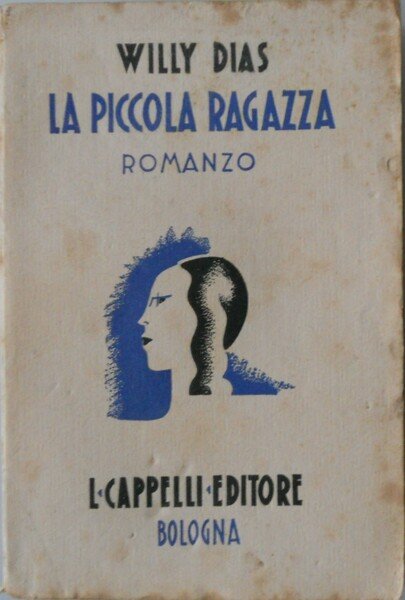 WILLY DIAS
LA PICCOLA RAGAZZA
ROMANZO
L·CAPPELLI·EDITORE
BOLOGNA